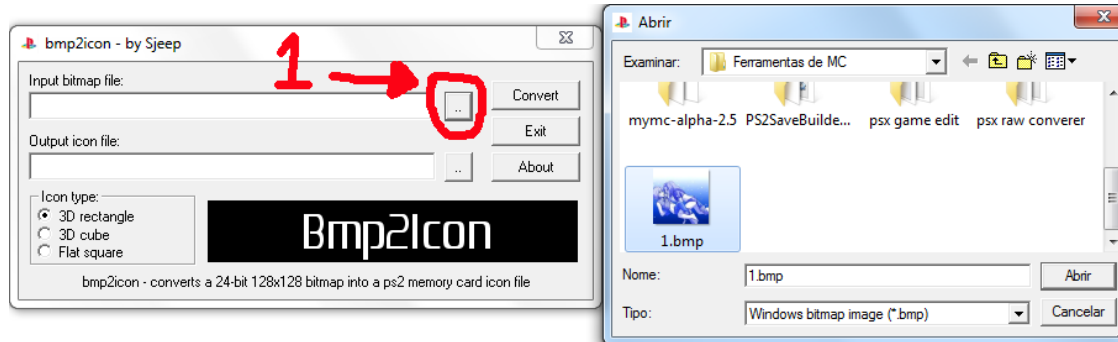 bmp2icon - by Sjeep
1
Input bitmap file:
..
Convert
Exit
Output icon file:
..
About
Icon type:
3D rectangle
3D cube
Flat square
Bmp2Icon
bmp2icon - converts a 24-bit 128x128 bitmap into a ps2 memory card icon file
Abrir
Examinar: Ferramentas de MC
mymc-alpha-2.5 PS2SaveBuilde... psx game edit psx raw converer
1.bmp
Nome: 1.bmp Abrir
Tipo: Windows bitmap image (*.bmp) Cancelar